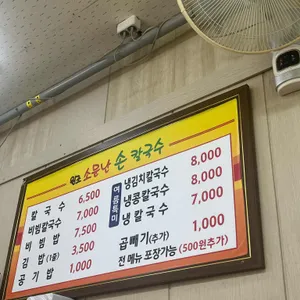 원조 소문난 손 칼국수
칼국수 6,500
비빔칼국수 7,000
비빔밥 7,500
김밥(1줄) 3,500
공기밥 1,000
여름특미
냉김치칼국수 8,000
냉콩칼국수 8,000
냉칼국수 7,000
곱빼기(추가) 1,000
전 메뉴 포장가능 (500원추가)